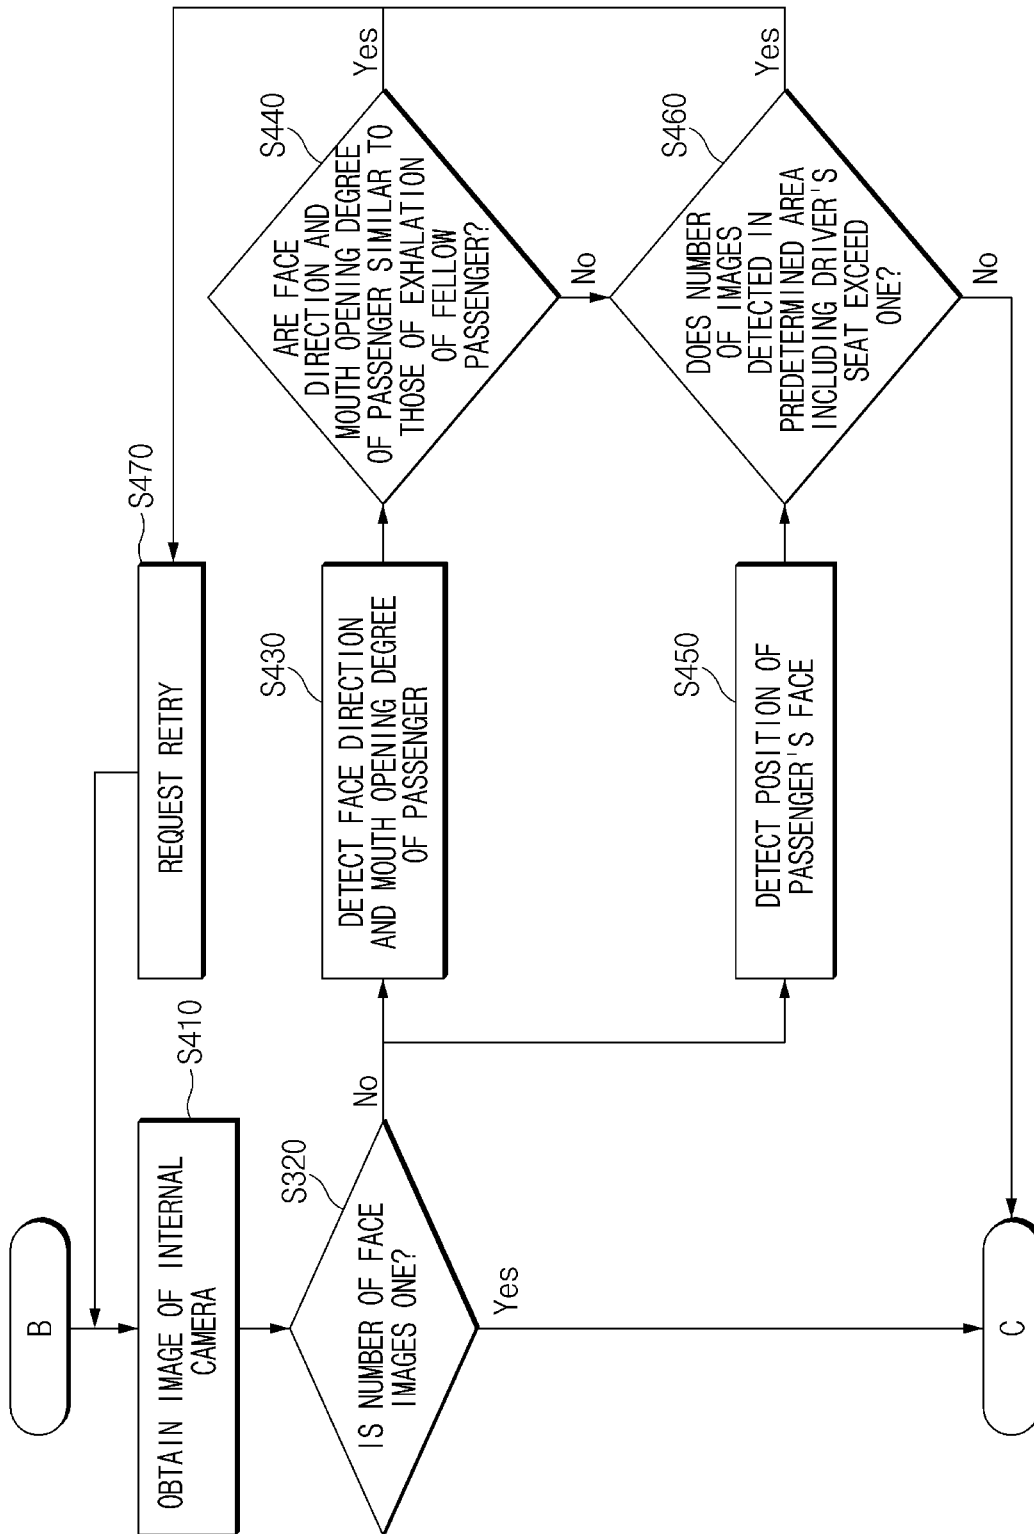 B
OBTAIN IMAGE OF INTERNAL
CAMERA
S410
IS NUMBER OF FACE
IMAGES ONE?
S320
No
Yes
REQUEST RETRY
S470
DETECT FACE DIRECTION
AND MOUTH OPENING DEGREE
OF PASSENGER
S430
ARE FACE
DIRECTION AND
MOUTH OPENING DEGREE
OF PASSENGER SIMILAR TO
THOSE OF EXHALATION
OF FELLOW
PASSENGER?
S440
Yes
No
DETECT POSITION OF
PASSENGER'S FACE
S450
DOES NUMBER
OF IMAGES
DETECTED IN
PREDETERMINED AREA
INCLUDING DRIVER'S
SEAT EXCEED
ONE?
S460
Yes
No
C